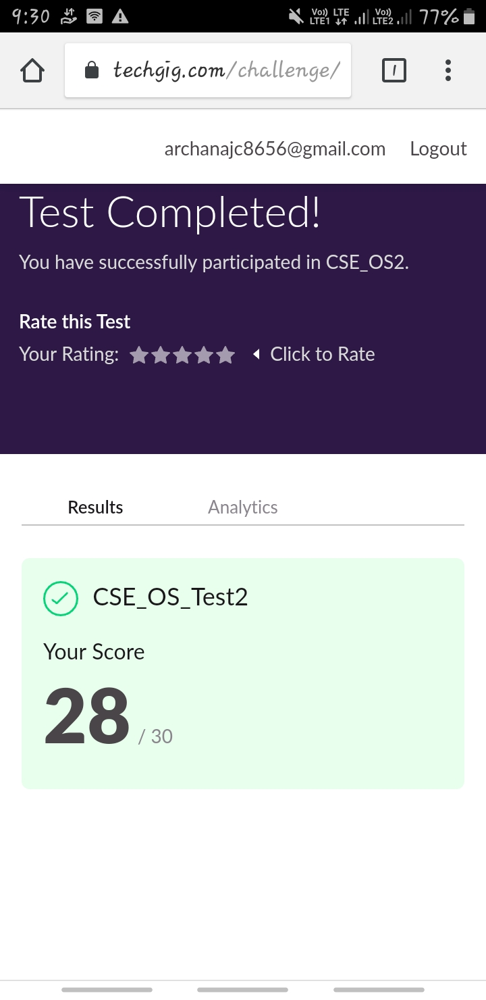 9:30 Vo) LTE1 LTE Vo) LTE2 77%
techgig.com/challenge/
1
archanajc8656@gmail.com Logout
Test Completed!
You have successfully participated in CSE_OS2.
Rate this Test
Your Rating: Click to Rate
Results Analytics
CSE_OS_Test2
Your Score
28 / 30